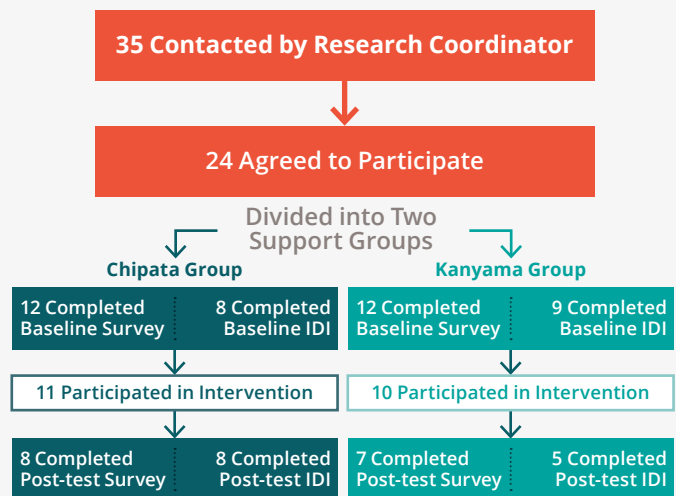 35 Contacted by Research Coordinator
24 Agreed to Participate
Divided into Two
Support Groups
Chipata Group
Kanyama Group
12 Completed
Baseline Survey
8 Completed
Baseline IDI
12 Completed
Baseline Survey
9 Completed
Baseline IDI
11 Participated in Intervention
10 Participated in Intervention
8 Completed
Post-test Survey
8 Completed
Post-test IDI
7 Completed
Post-test Survey
5 Completed
Post-test IDI